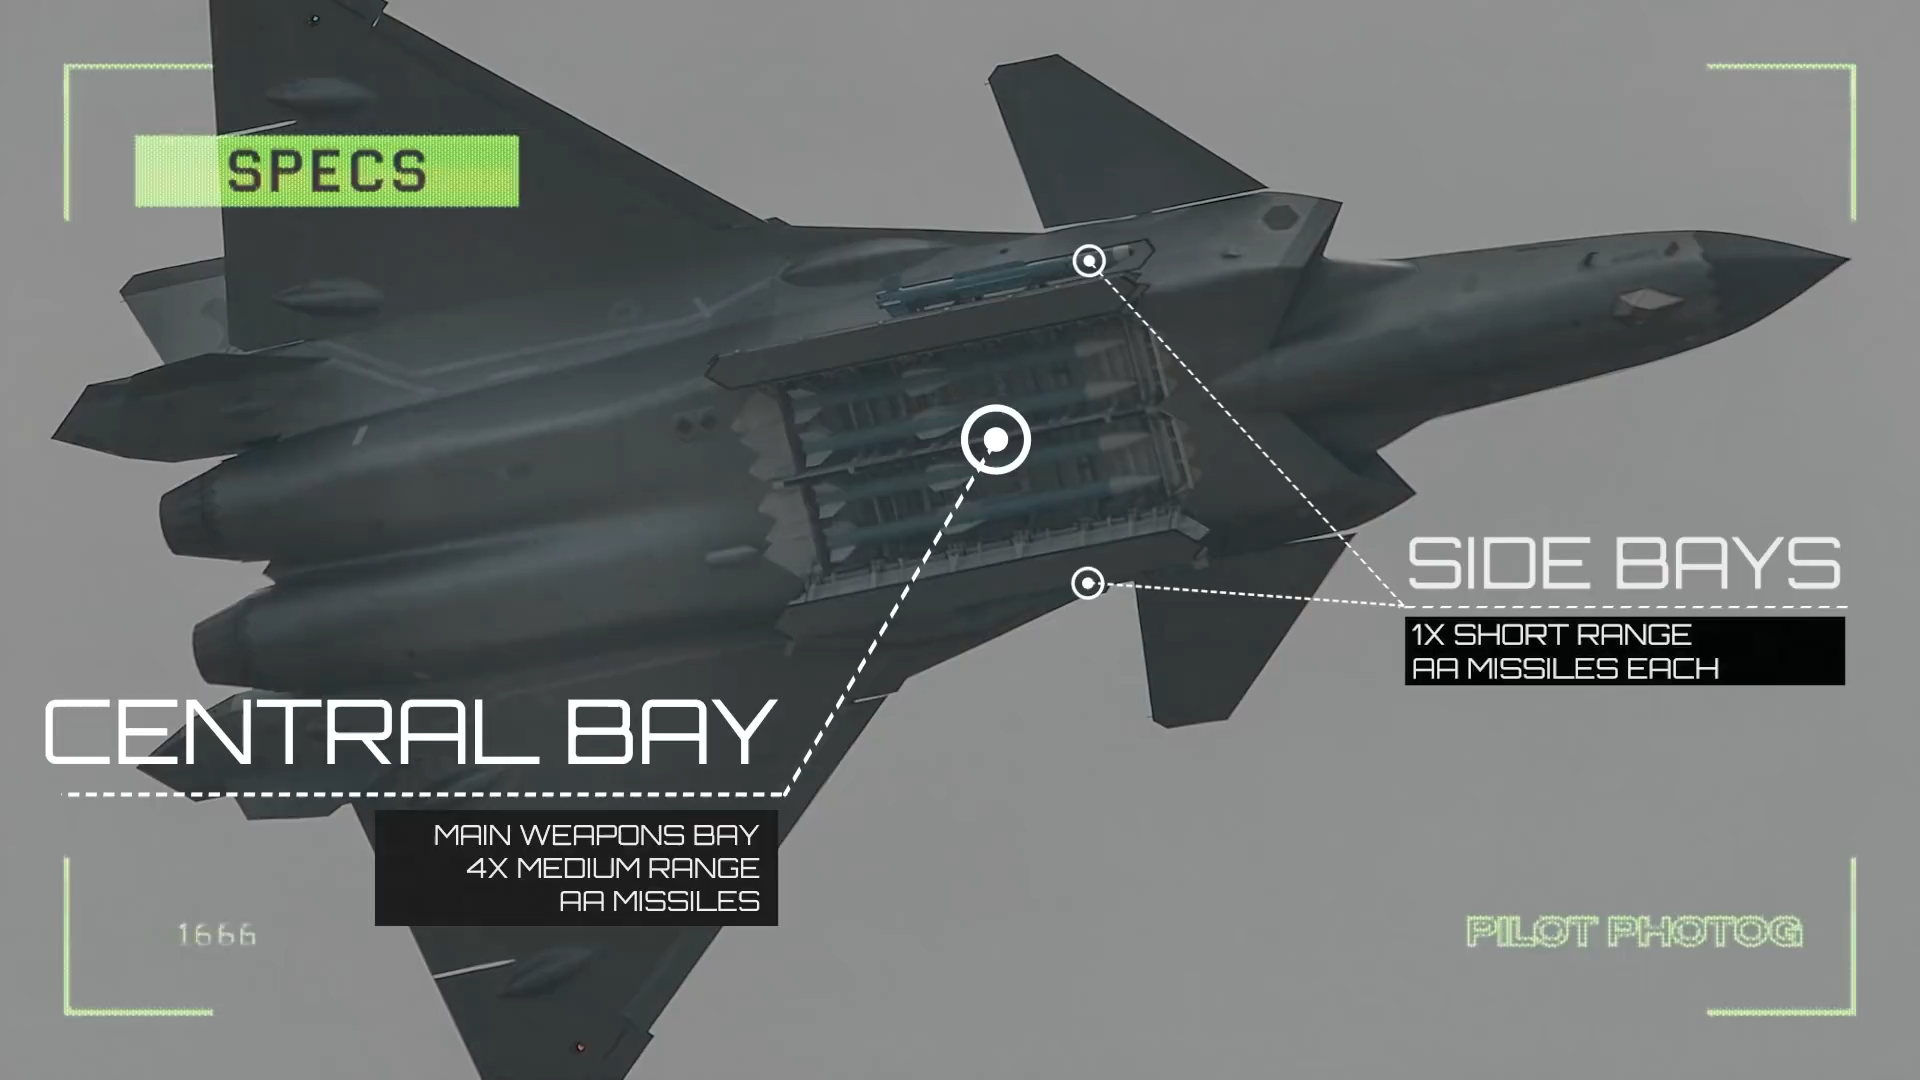 SPECS
SIDE BAYS
1X SHORT RANGE
AA MISSILES EACH
CENTRAL BAY
MAIN WEAPONS BAY
4X MEDIUM RANGE
AA MISSILES
1666
PILOT PHOTOG